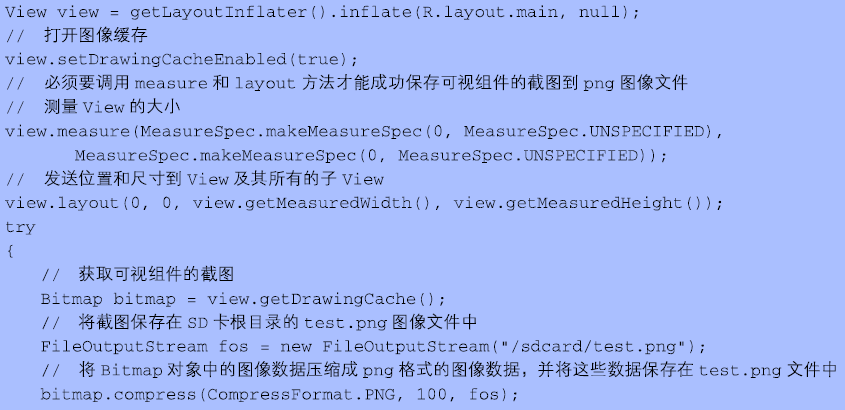 View view = getLayoutInflater().inflate(R.layout.main, null);
//  打开图像缓存
view.setDrawingCacheEnabled(true);
//  必须要调用 measure 和 layout 方法才能成功保存可视组件的截图到 png 图像文件
//  测量 View 的大小
view.measure(MeasureSpec.makeMeasureSpec(0, MeasureSpec.UNSPECIFIED),
      MeasureSpec.makeMeasureSpec(0, MeasureSpec.UNSPECIFIED));
//  发送位置和尺寸到 View 及其所有的子 View
view.layout(0, 0, view.getMeasuredWidth(), view.getMeasuredHeight());
try
{
   //  获取可视组件的截图
   Bitmap bitmap = view.getDrawingCache();
   //  将截图保存在 SD 卡根目录的 test.png 图像文件中
   FileOutputStream fos = new FileOutputStream("/sdcard/test.png");
   //  将 Bitmap 对象中的图像数据压缩成 png 格式的图像数据，并将这些数据保存在 test.png 文件中
   bitmap.compress(CompressFormat.PNG, 100, fos);